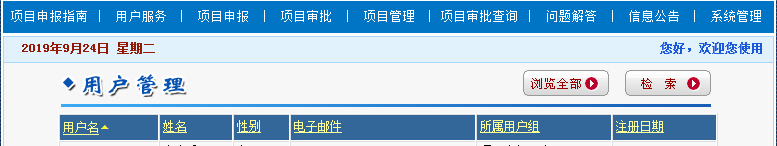 项目申报指南 | 用户服务 | 项目申报 | 项目审批 | 项目管理 | 项目审批查询 | 问题解答 | 信息公告 | 系统管理
2019年9月24日 星期二 您好，欢迎您使用
用户管理 浏览全部 检 索
用户名 姓名 性别 电子邮件 所属用户组 注册日期